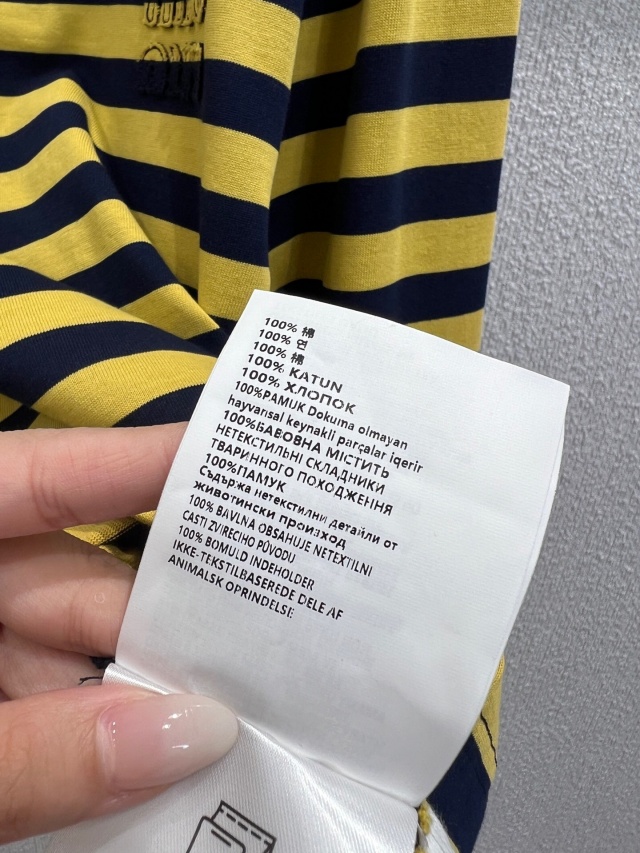 100% 棉
100% 면
100% 棉
100% KATUN
100% ХЛОПОК
100%PAMUK Dokuma olmayan
hayvansal keynakli parçalar içerir
100%БАВОВНА МІСТИТЬ
НЕТЕКСТИЛЬНІ СКЛАДНИКИ
ТВАРИННОГО ПОХОДЖЕННЯ
100%ПАМУК
Съдържа нетекстилни детайли от
животински произход
100% BAVLNA OBSAHUJE NETEXTILNI
CASTI ZVIRECIHO PŮVODU
100% BOMULD INDEHOLDER
IKKE-TEKSTILBASEREDE DELE AF
ANIMALSK OPRINDELSE